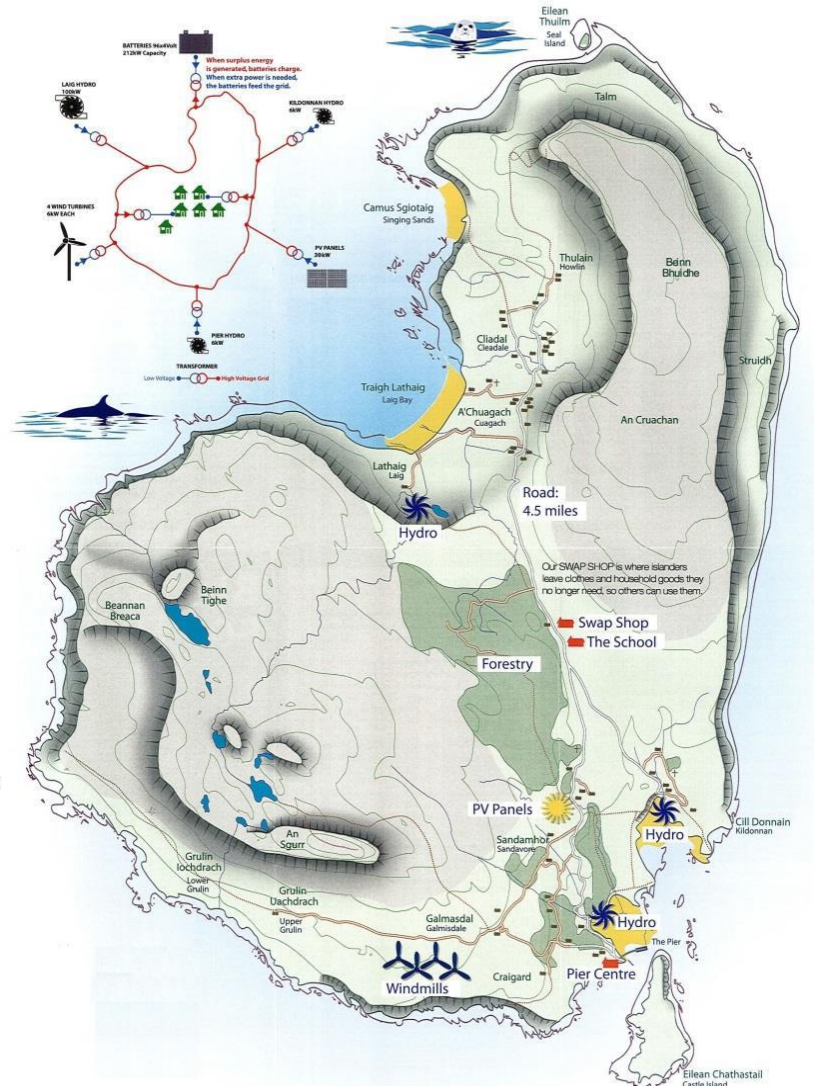 BATTERIES 96x4Volt
212kW Capacity
When surplus energy
is generated, batteries charge.
When extra power is needed,
the batteries feed the grid.
LAIG HYDRO
100kW
KILDONNAN HYDRO
6kW
4 WIND TURBINES
6kW EACH
PV PANELS
20kW
PIER HYDRO
6kW
TRANSFORMER
Low Voltage
High Voltage Grid
Eilean
Thuilm
Seal
Island
Talm
Camus Sgiotaig
Singing Sands
Thulain
Howlin
Beinn
Bhuidhe
Cliadal
Cleadale
Struidh
Traigh Lathaig
Laig Bay
A'Chuagach
Cuagach
An Cruachan
Lathaig
Laig
Hydro
Road:
4.5 miles
Our SWAP SHOP is where islanders
leave clothes and household goods they
no longer need, so others can use them.
Beinn
Tighe
Beannan
Breaca
Swap Shop
The School
Forestry
PV Panels
Hydro
Cill Donnain
Kildonnan
Sandamhor
Sandavore
An
Sgurr
Grulin
Iochdrach
Lower
Grulin
Grulin
Uachdrach
Upper
Grulin
Galmasdal
Galmisdale
Hydro
The Pier
Pier Centre
Craigard
Windmills
Eilean Chathastail
Castle Island